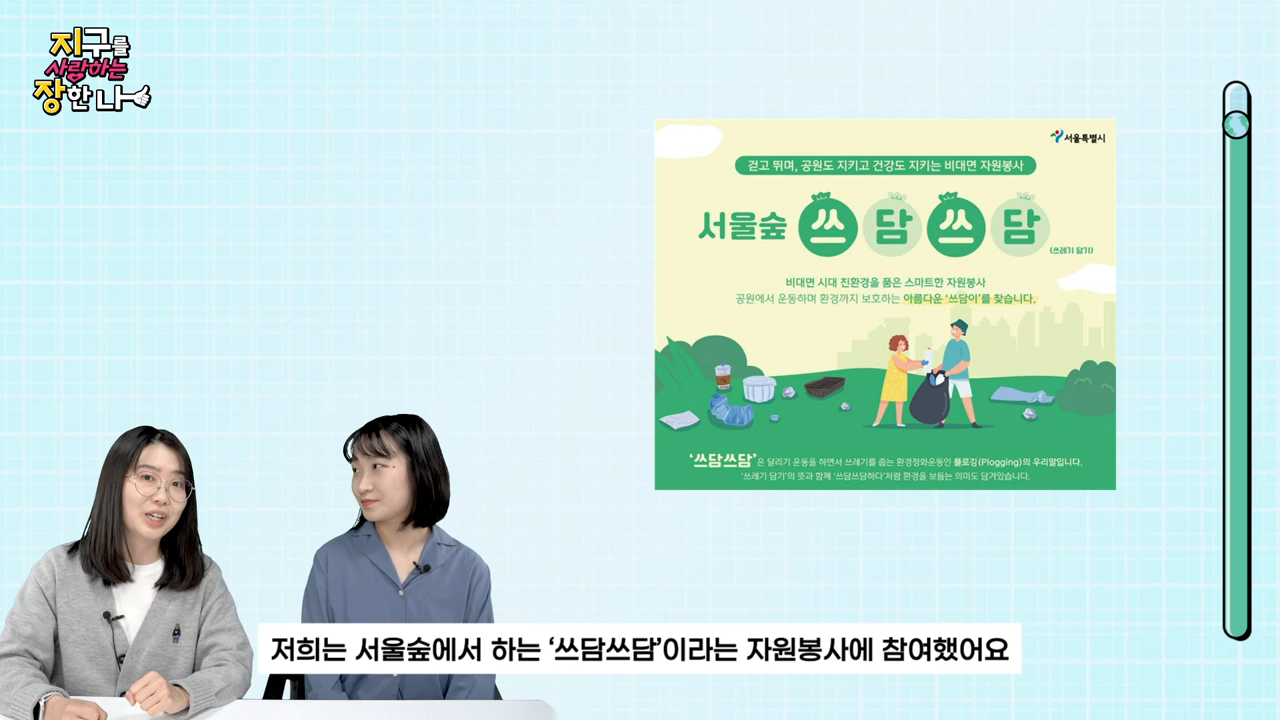 지구를
사랑하는
장한 나
서울특별시
걷고 뛰며, 공원도 지키고 건강도 지키는 비대면 자원봉사
서울숲 쓰담쓰담
(쓰레기 담기)
비대면 시대 친환경을 품은 스마트한 자원봉사
공원에서 운동하며 환경까지 보호하는 아름다운 '쓰담이'를 찾습니다.
'쓰담쓰담'은 달리기 운동을 하면서 쓰레기를 줍는 환경정화운동인 플로깅(Plogging)의 우리말입니다.
'쓰레기 담기'의 뜻과 함께 '쓰담쓰담하다'처럼 환경을 보듬는 의미도 담겨있습니다.
저희는 서울숲에서 하는 '쓰담쓰담'이라는 자원봉사에 참여했어요